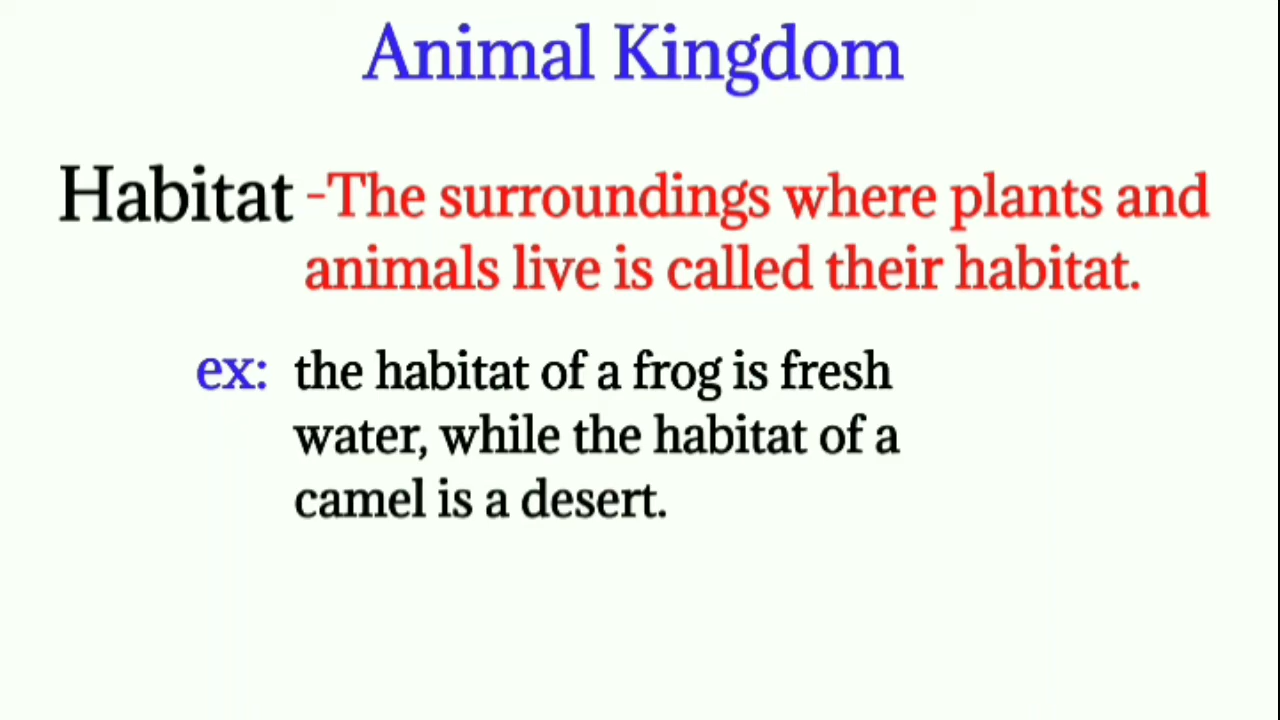 Animal Kingdom
Habitat -The surroundings where plants and
animals live is called their habitat.
ex: the habitat of a frog is fresh
water, while the habitat of a
camel is a desert.